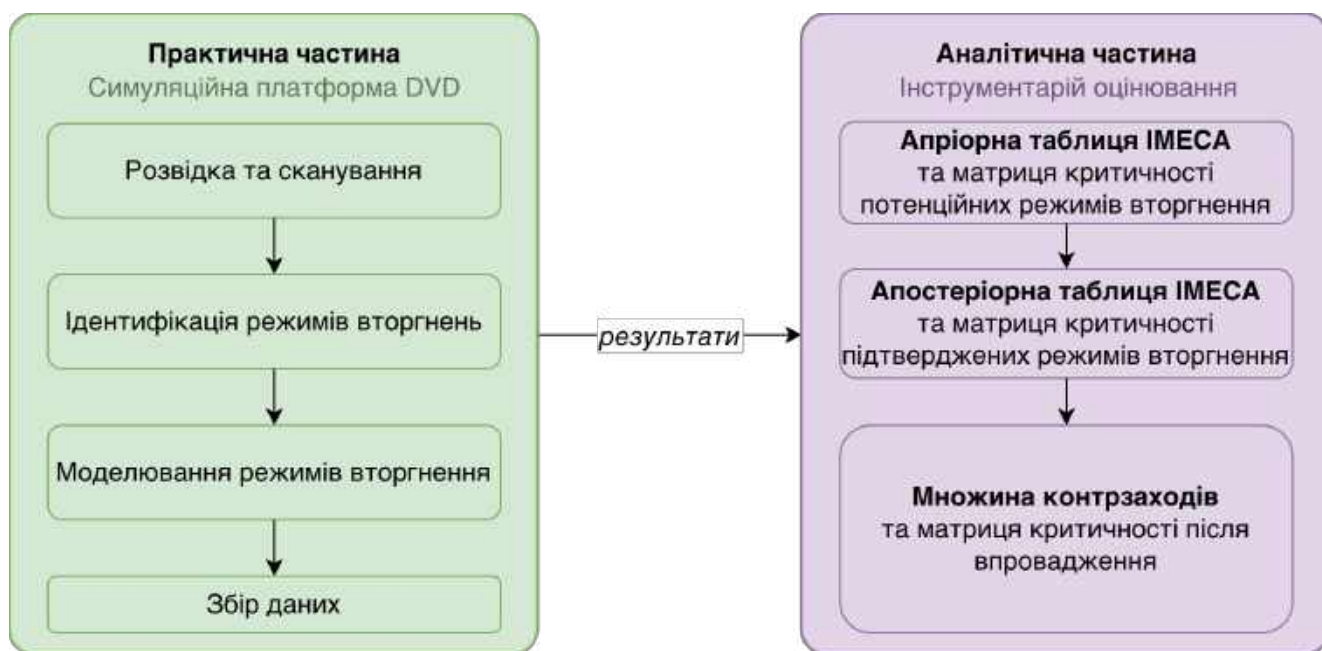 Практична частина
Симуляційна платформа DVD
Розвідка та сканування
Ідентифікація режимів вторгнень
Моделювання режимів вторгнення
Збір даних
результати
Аналітична частина
Інструментарій оцінювання
Апріорна таблиця IMECA
та матриця критичності
потенційних режимів вторгнення
Апостеріорна таблиця IMECA
та матриця критичності
підтверджених режимів вторгнення
Множина контрзаходів
та матриця критичності після
впровадження